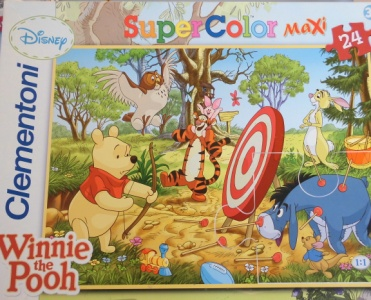 Disney
SuperColor MAXI
24
Clementoni
Winnie
the
Pooh
1:1